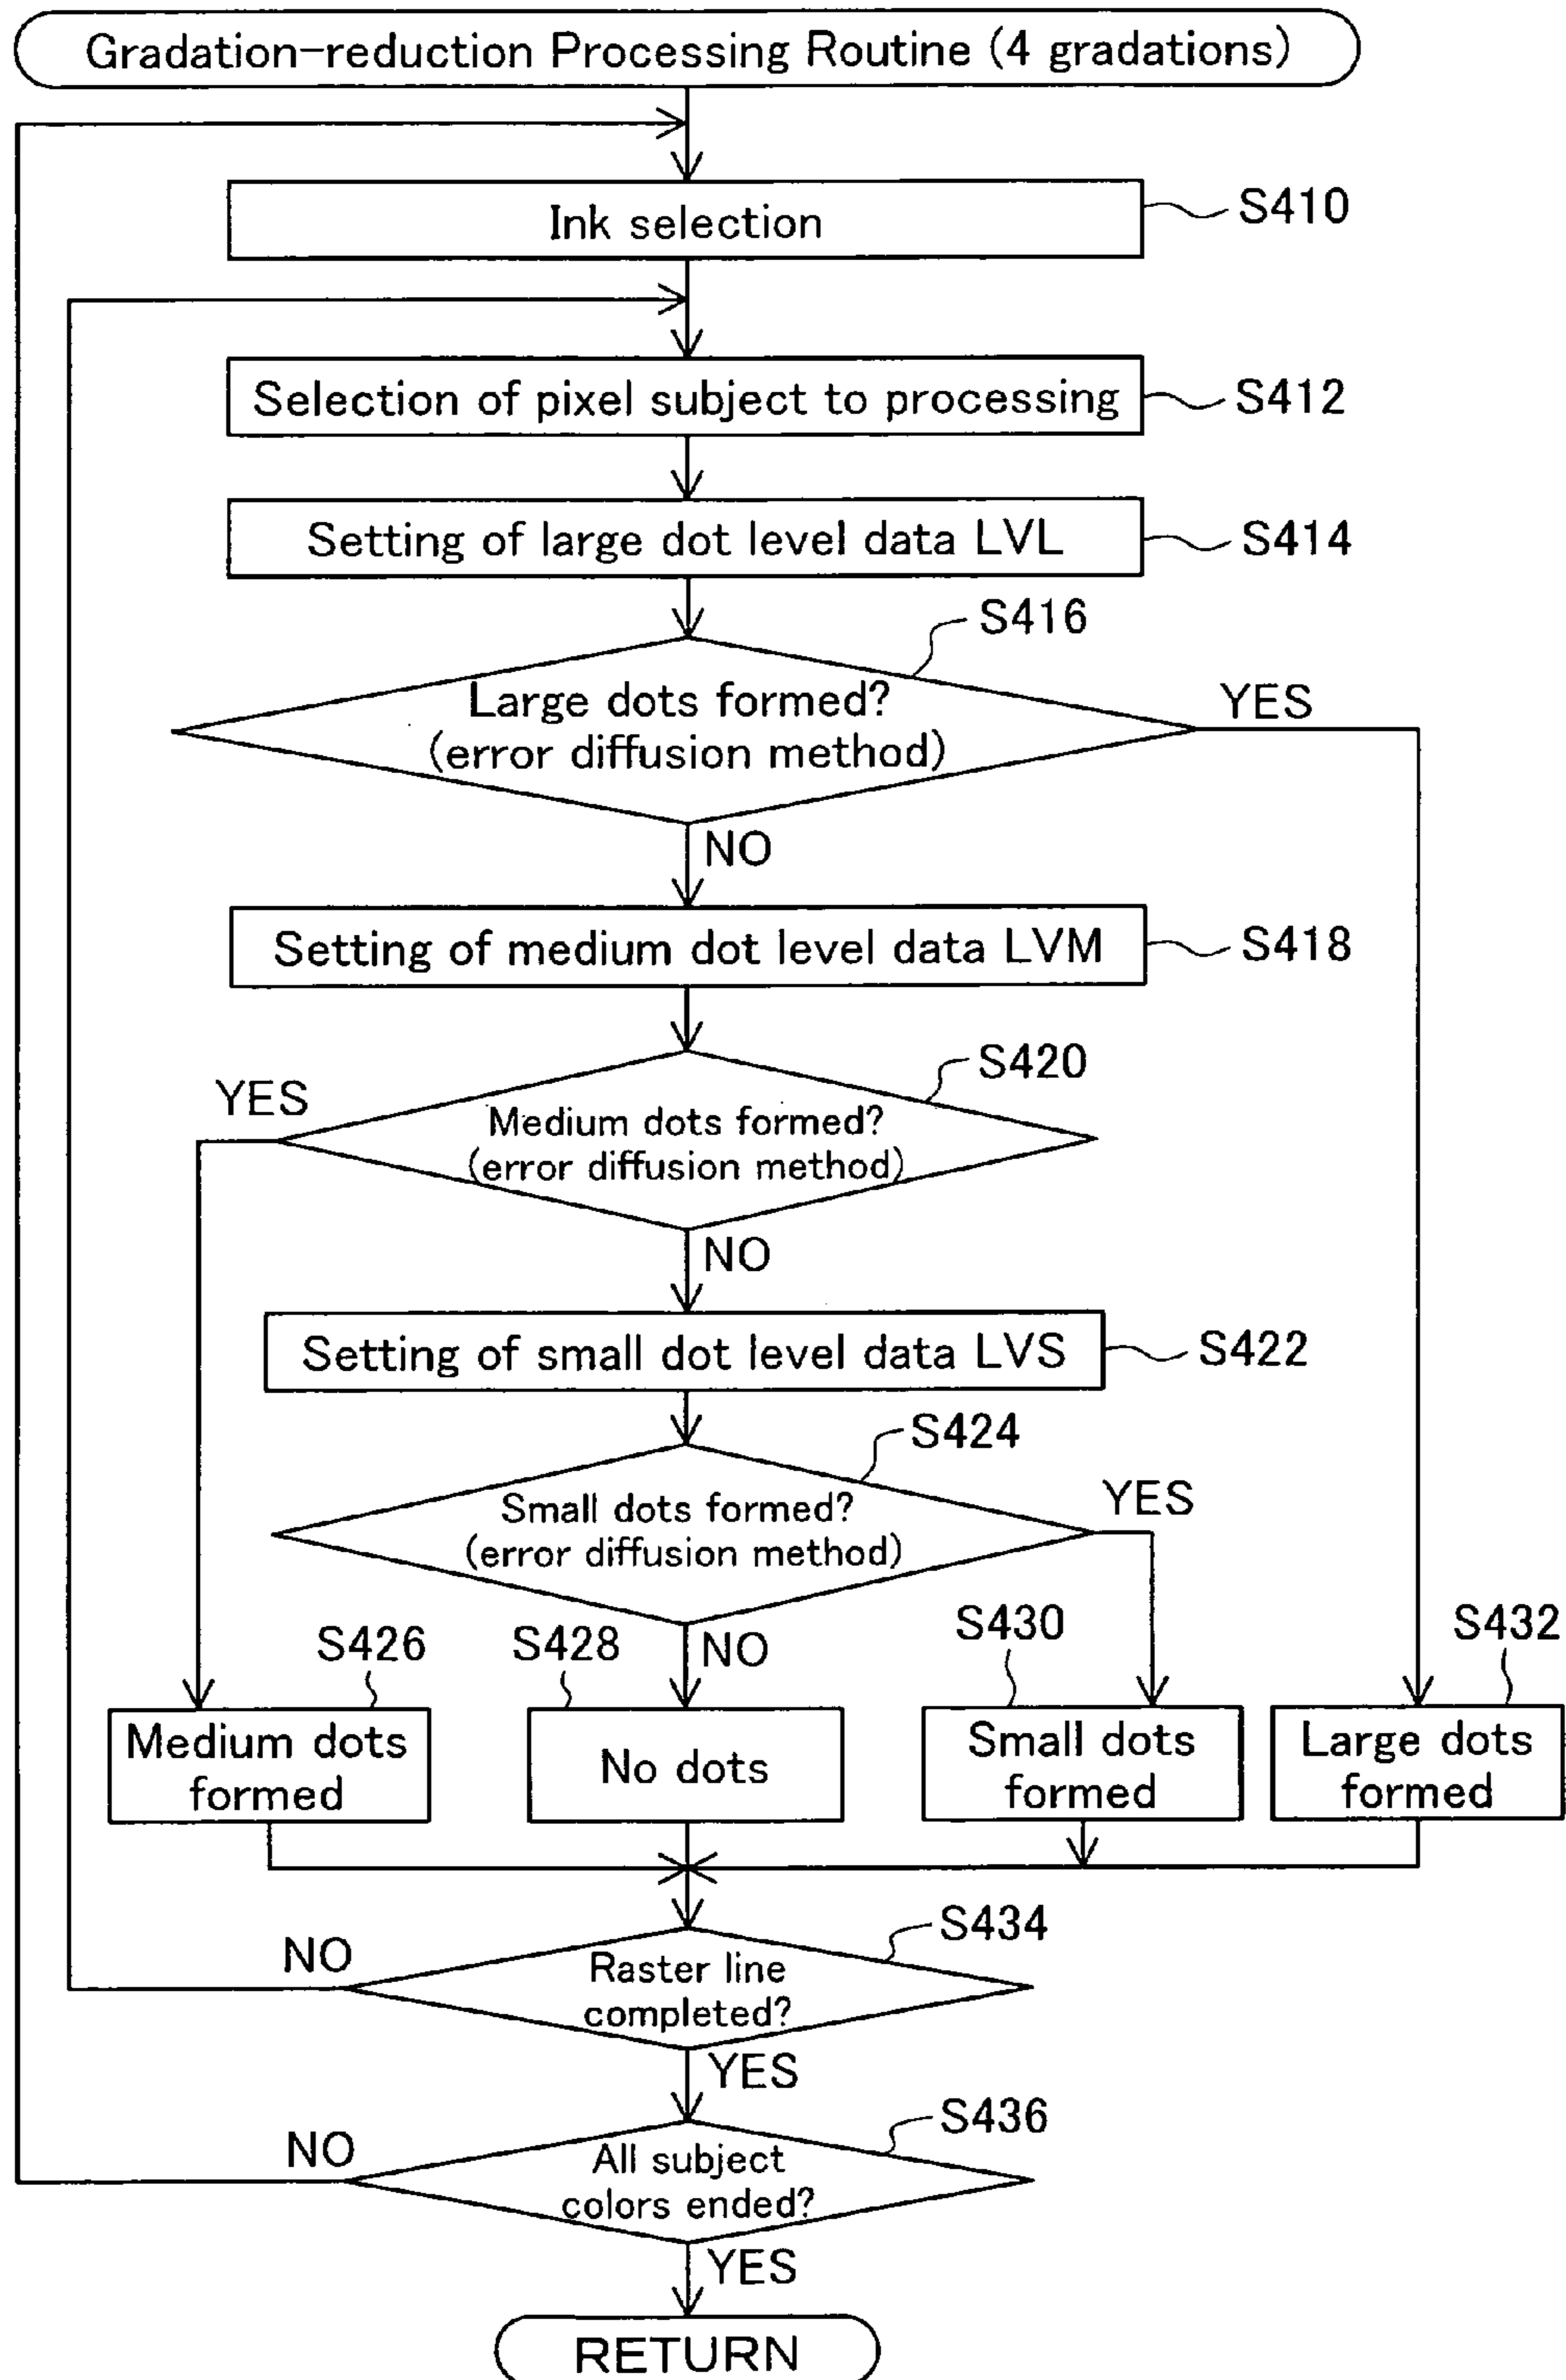 Gradation-reduction Processing Routine (4 gradations)
Ink selection
S410
Selection of pixel subject to processing
S412
Setting of large dot level data LVL
S414
S416
Large dots formed?
(error diffusion method)
YES
NO
Setting of medium dot level data LVM
S418
S420
YES
Medium dots formed?
(error diffusion method)
NO
Setting of small dot level data LVS
S422
S424
Small dots formed?
(error diffusion method)
YES
NO
S426
S428
S430
S432
Medium dots
formed
No dots
Small dots
formed
Large dots
formed
S434
NO
Raster line
completed?
YES
S436
NO
All subject
colors ended?
YES
RETURN